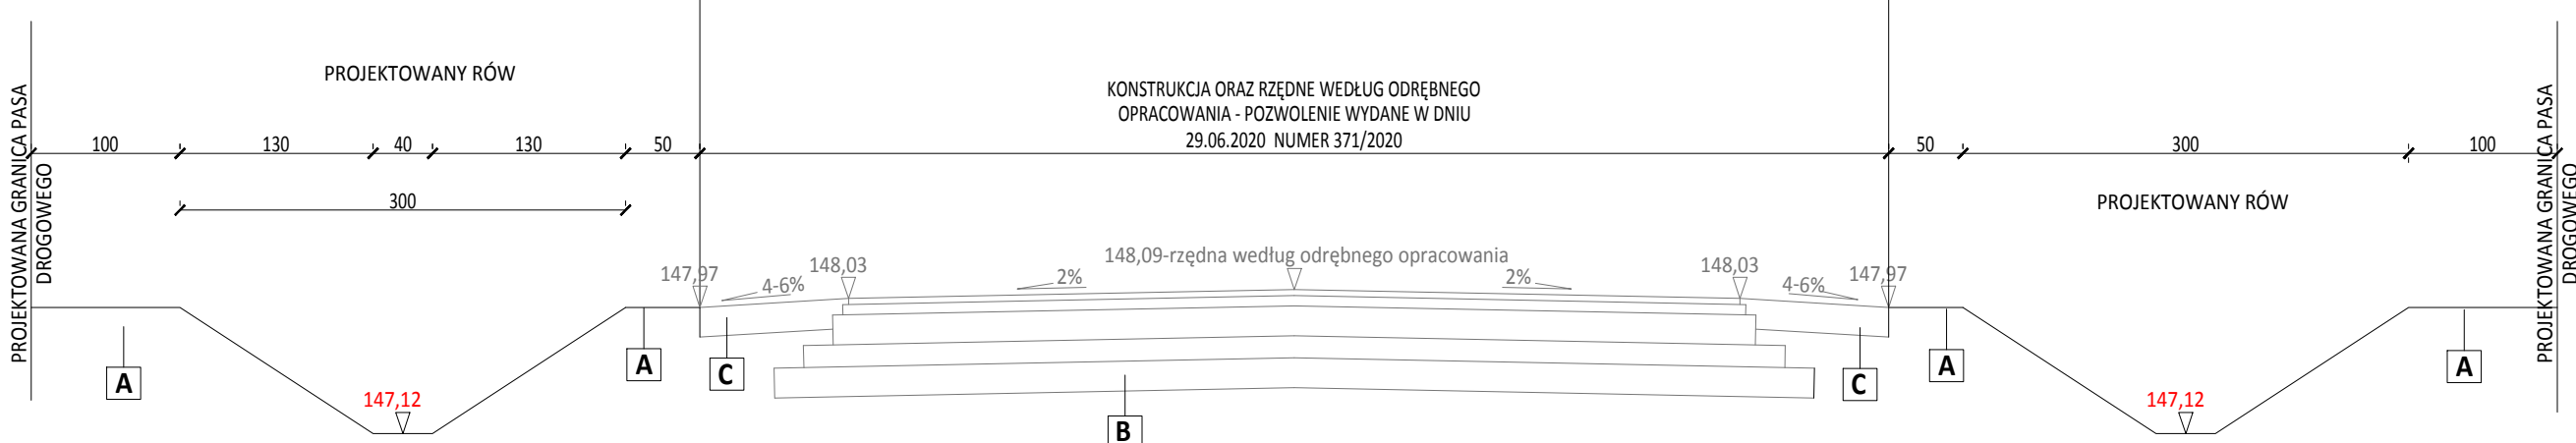 PROJEKTOWANA GRANICA PASA
DROGOWEGO
PROJEKTOWANY RÓW
KONSTRUKCJA ORAZ RZĘDNE WEDŁUG ODRĘBNEGO
OPRACOWANIA - POZWOLENIE WYDANE W DNIU
29.06.2020 NUMER 371/2020
100 130 40 130 50 50 300 100
300
PROJEKTOWANY RÓW
PROJEKTOWANA GRANICA PASA
DROGOWEGO
147,97 4-6% 148,03 2% 148,09-rzędna według odrębnego opracowania 2% 148,03 4-6% 147,97
A A C C A A
147,12 147,12
B